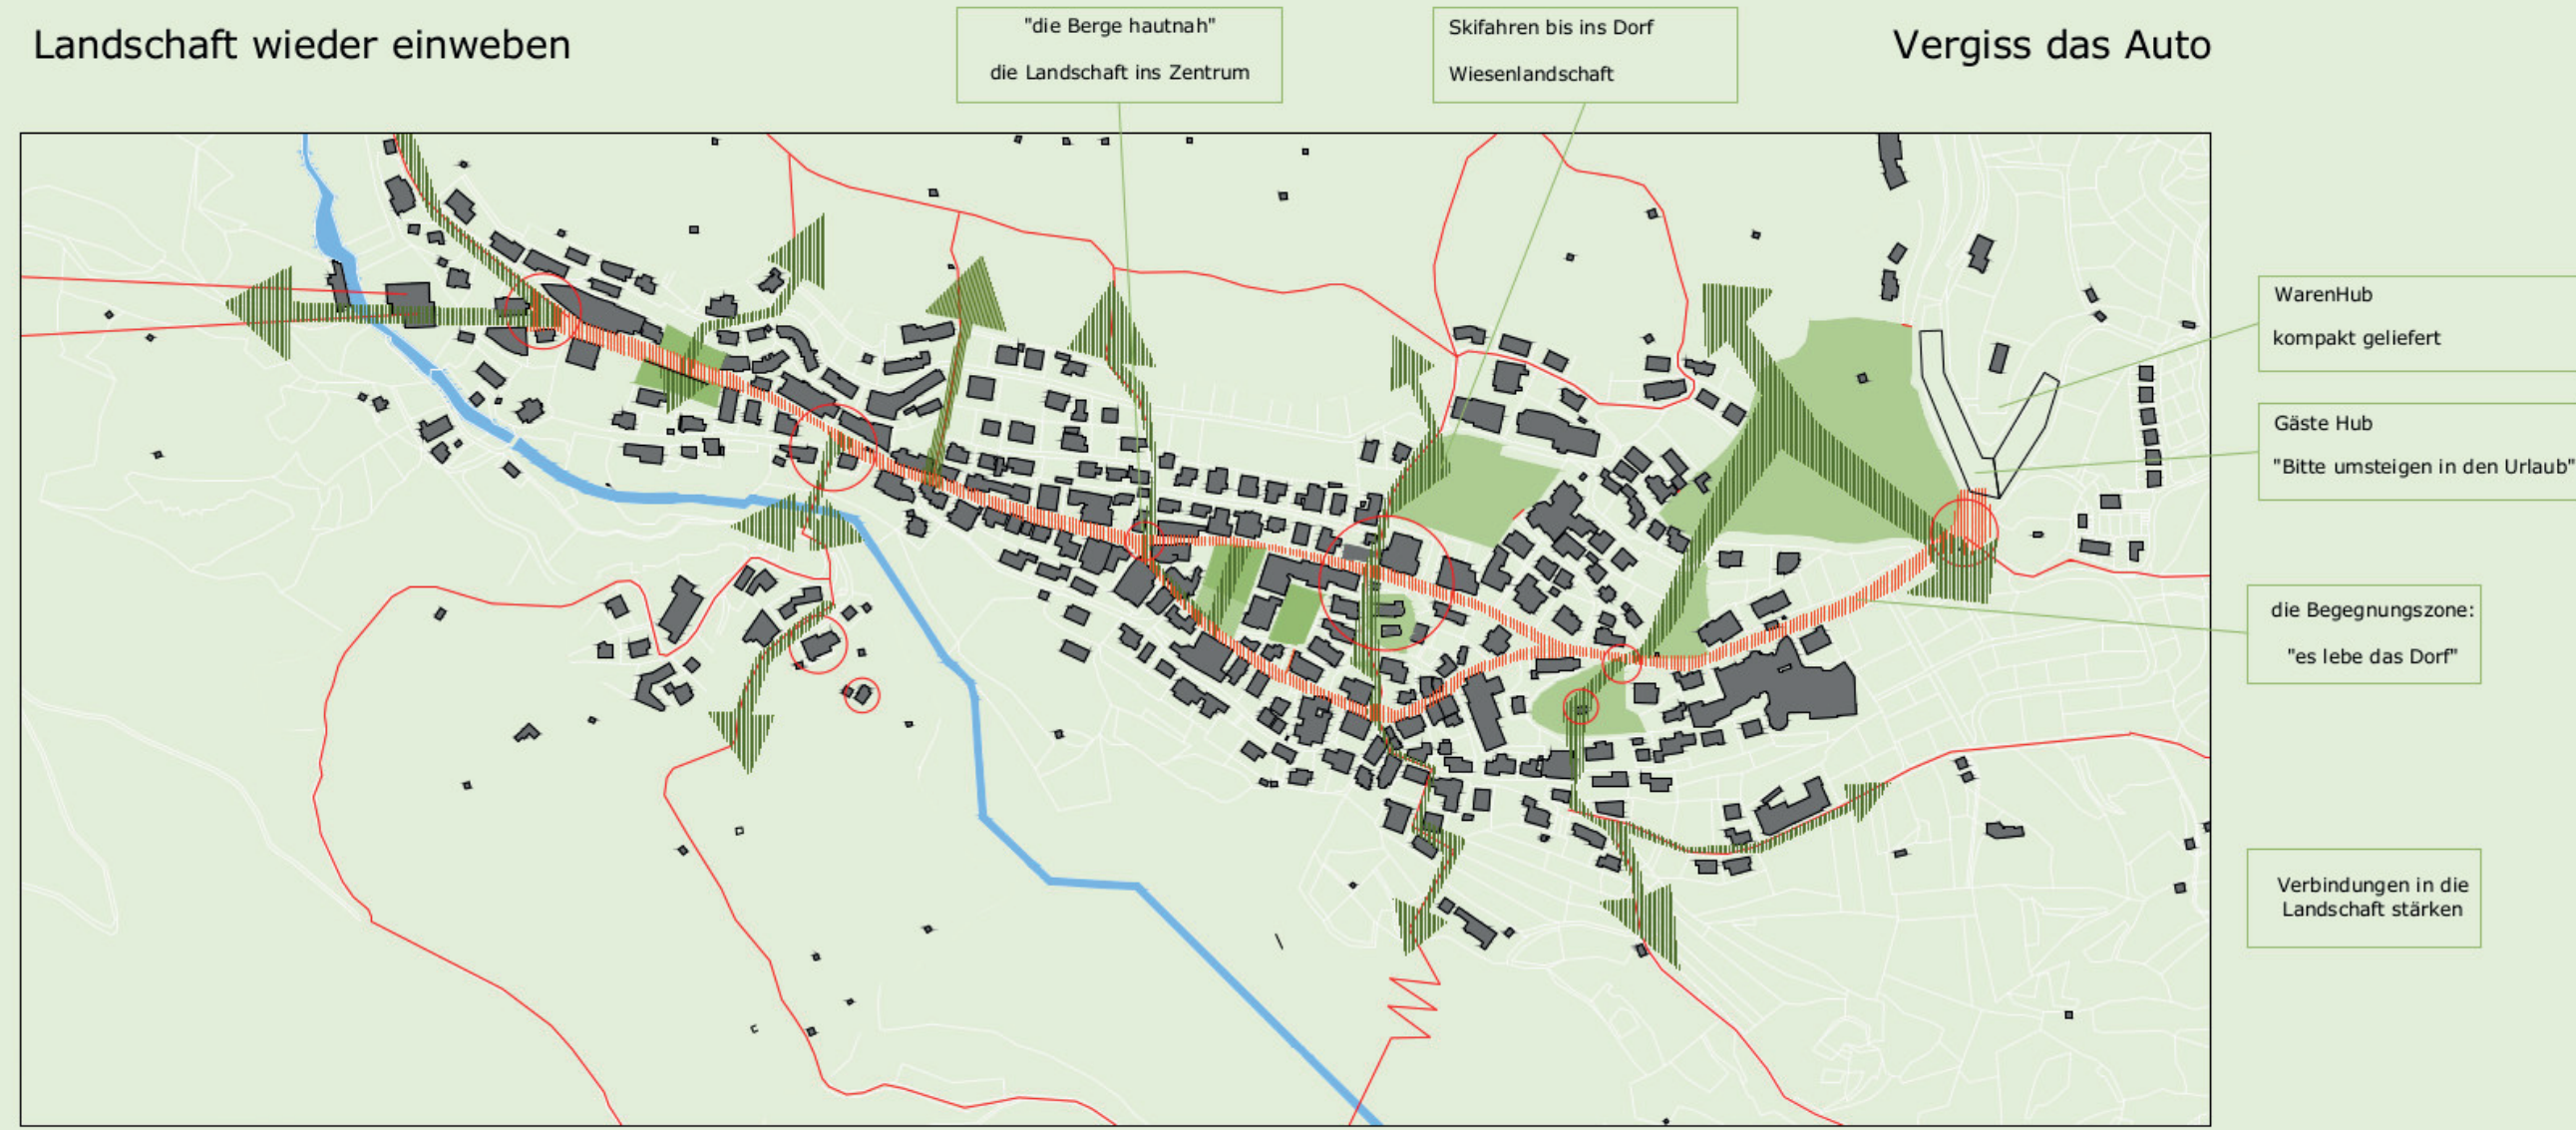 Landschaft wieder einweben
"die Berge hautnah"
die Landschaft ins Zentrum
Skifahren bis ins Dorf
Wiesenlandschaft
Vergiss das Auto
WarenHub
kompakt geliefert
Gäste Hub
"Bitte umsteigen in den Urlaub"
die Begegnungszone:
"es lebe das Dorf"
Verbindungen in die
Landschaft stärken